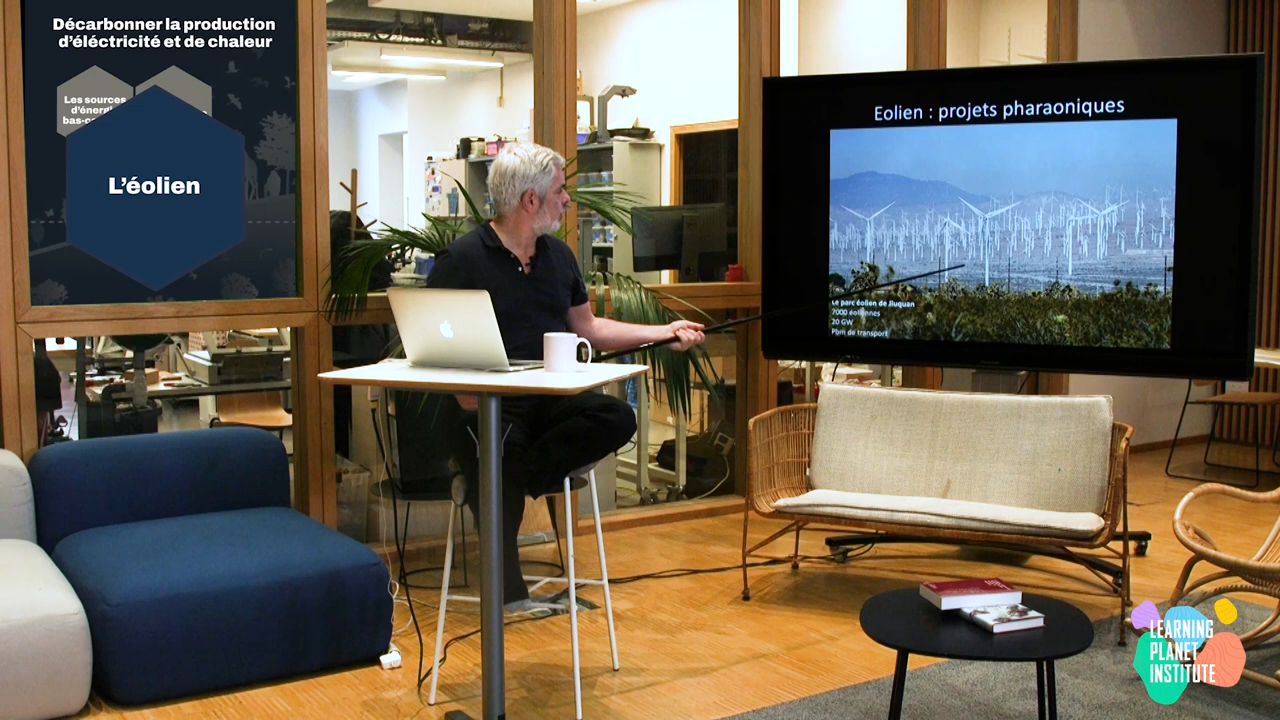 Décarbonner la production
d'éléctricité et de chaleur
Les sources
d'énergi
bas-c
L'éolien
Eolien : projets pharaoniques
Le parc éolien de Jiuquan
7000 éoliennes
20 GW
Pbm de transport
LEARNING
PLANET
INSTITUTE